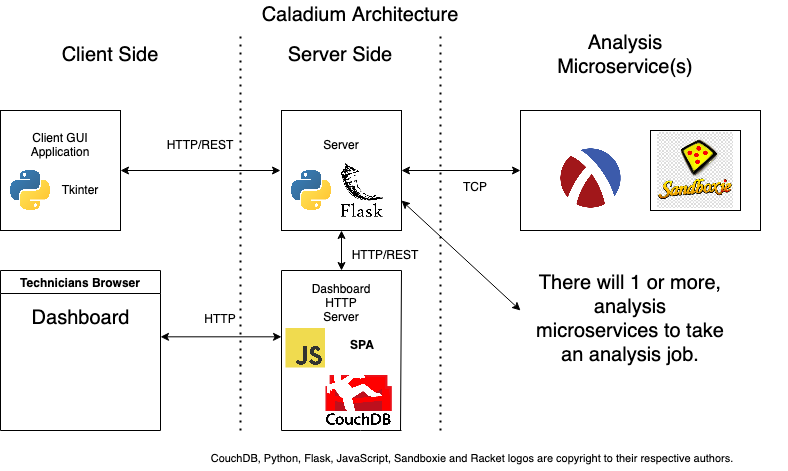 Caladium Architecture
Client Side
Server Side
Analysis
Microservice(s)
Client GUI
Application
Tkinter
HTTP/REST
Server
Flask
TCP
Sandboxie
HTTP/REST
Technicians Browser
Dashboard
HTTP
Dashboard
HTTP
Server
JS
SPA
CouchDB
There will 1 or more,
analysis
microservices to take
an analysis job.
CouchDB, Python, Flask, JavaScript, Sandboxie and Racket logos are copyright to their respective authors.